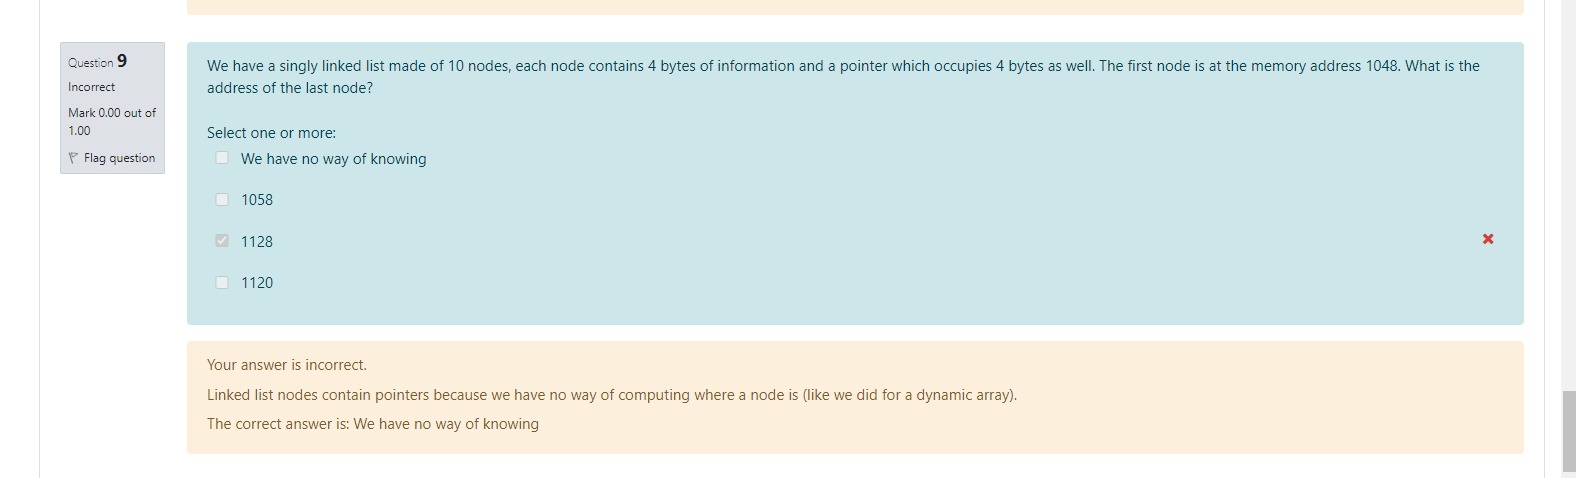 Question 9
Incorrect
Mark 0.00 out of
1.00
Flag question
We have a singly linked list made of 10 nodes, each node contains 4 bytes of information and a pointer which occupies 4 bytes as well. The first node is at the memory address 1048. What is the
address of the last node?
Select one or more:
We have no way of knowing
1058
1128
1120
Your answer is incorrect.
Linked list nodes contain pointers because we have no way of computing where a node is (like we did for a dynamic array).
The correct answer is: We have no way of knowing